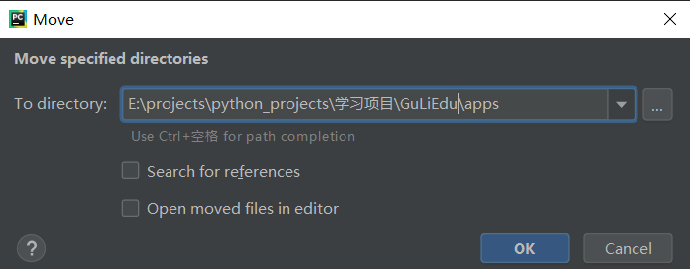 PC Move
Move specified directories
To directory: E:\projects\python_projects\学习项目\GuLiEdu\apps ...
Use Ctrl+空格 for path completion
Search for references
Open moved files in editor
? OK Cancel